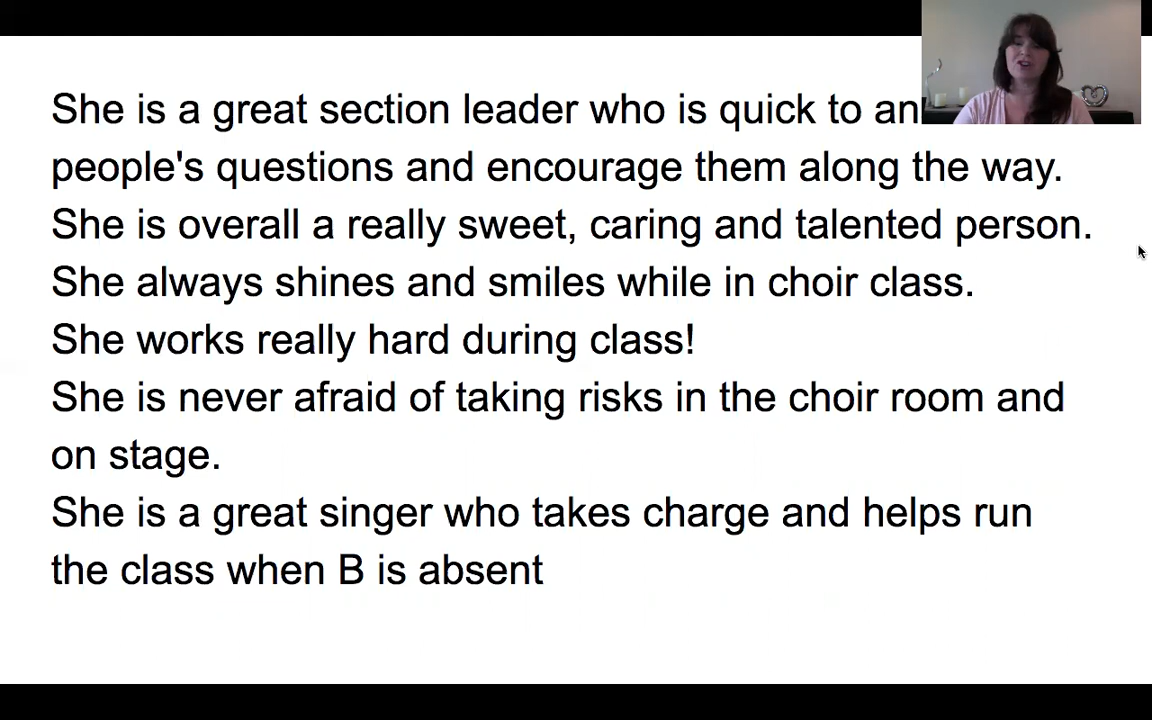 She is a great section leader who is quick to
people's questions and encourage them along the way.
She is overall a really sweet, caring and talented person.
She always shines and smiles while in choir class.
She works really hard during class!
She is never afraid of taking risks in the choir room and
on stage.
She is a great singer who takes charge and helps run
the class when B is absent